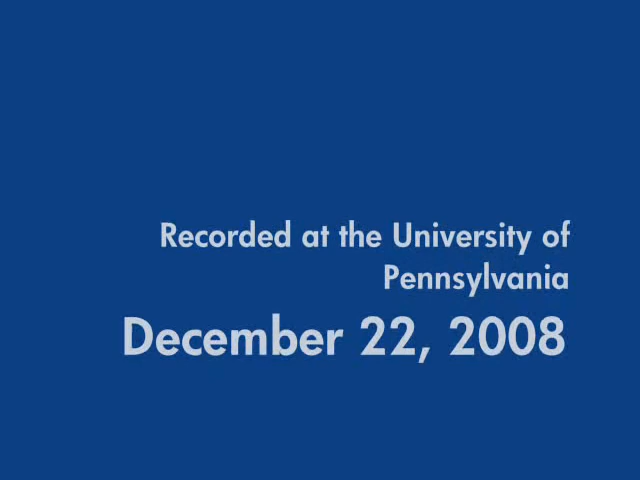 Recorded at the University of
Pennsylvania
December 22, 2008